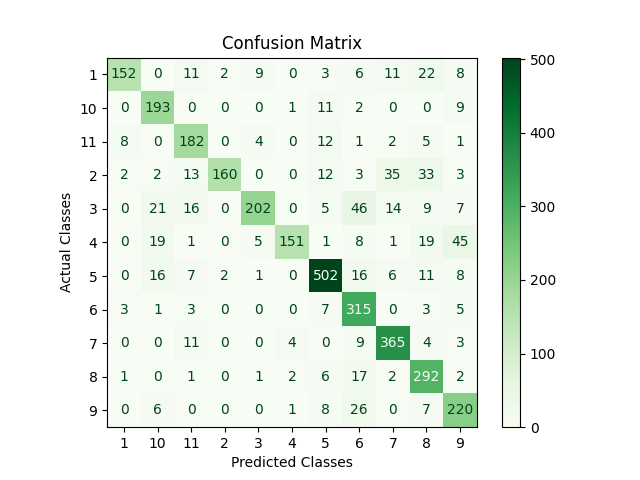 Confusion Matrix
1 152 0 11 2 9 0 3 6 11 22 8
10 0 193 0 0 0 1 11 2 0 0 9
11 8 0 182 0 4 0 12 1 2 5 1
2 2 2 13 160 0 0 12 3 35 33 3
3 0 21 16 0 202 0 5 46 14 9 7
4 0 19 1 0 5 151 1 8 1 19 45
5 0 16 7 2 1 0 502 16 6 11 8
6 3 1 3 0 0 0 7 315 0 3 5
7 0 0 11 0 0 4 0 9 365 4 3
8 1 0 1 0 1 2 6 17 2 292 2
9 0 6 0 0 0 1 8 26 0 7 220
1 10 11 2 3 4 5 6 7 8 9
Predicted Classes
Actual Classes
500
400
300
200
100
0